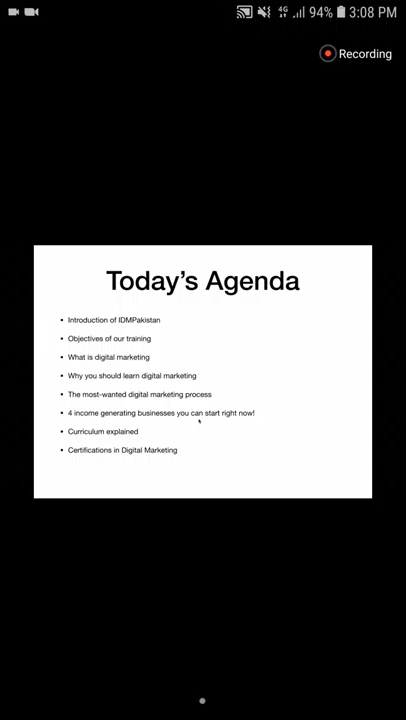 4G 94% 3:08 PM
Recording
Today's Agenda
• Introduction of IDMPakistan
• Objectives of our training
• What is digital marketing
• Why you should learn digital marketing
• The most-wanted digital marketing process
• 4 income generating businesses you can start right now!
• Curriculum explained
• Certifications in Digital Marketing